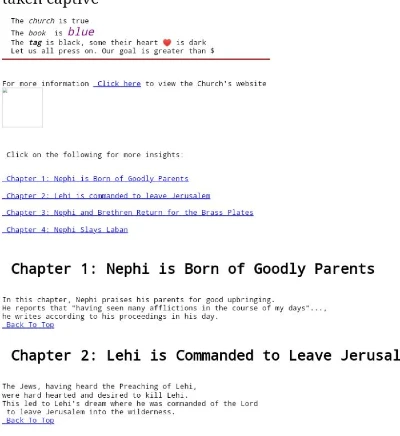 taken captive
The church is true
The book is blue
The tag is black, some their heart ❤ is dark
Let us all press on. Our goal is greater than $
For more information Click here to view the Church's website
Click on the following for more insights:
Chapter 1: Nephi is Born of Goodly Parents
Chapter 2: Lehi is commanded to leave Jerusalem
Chapter 3: Nephi and Brethren Return for the Brass Plates
Chapter 4: Nephi Slays Laban
Chapter 1: Nephi is Born of Goodly Parents
In this chapter, Nephi praises his parents for good uphringing.
He reports that "having seen many afflictions in the course of my days"...,
he writes according to his proceedings in his day.
Back To Top
Chapter 2: Lehi is Commanded to Leave Jerusal
The Jews, having heard the Preaching of Lehi,
were hard hearted and desired to kill Lehi.
This led to Lehi's dream where he was commanded of the Lord
to leave Jerusalem into the wilderness.
Back To Top